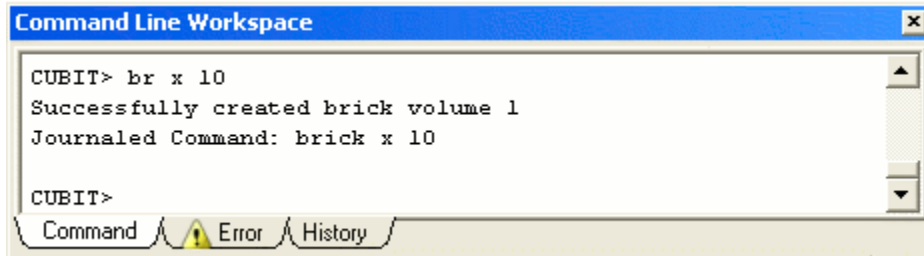 Command Line Workspace
CUBIT> br x 10
Successfully created brick volume 1
Journaled Command: brick x 10
CUBIT>
Command Error History